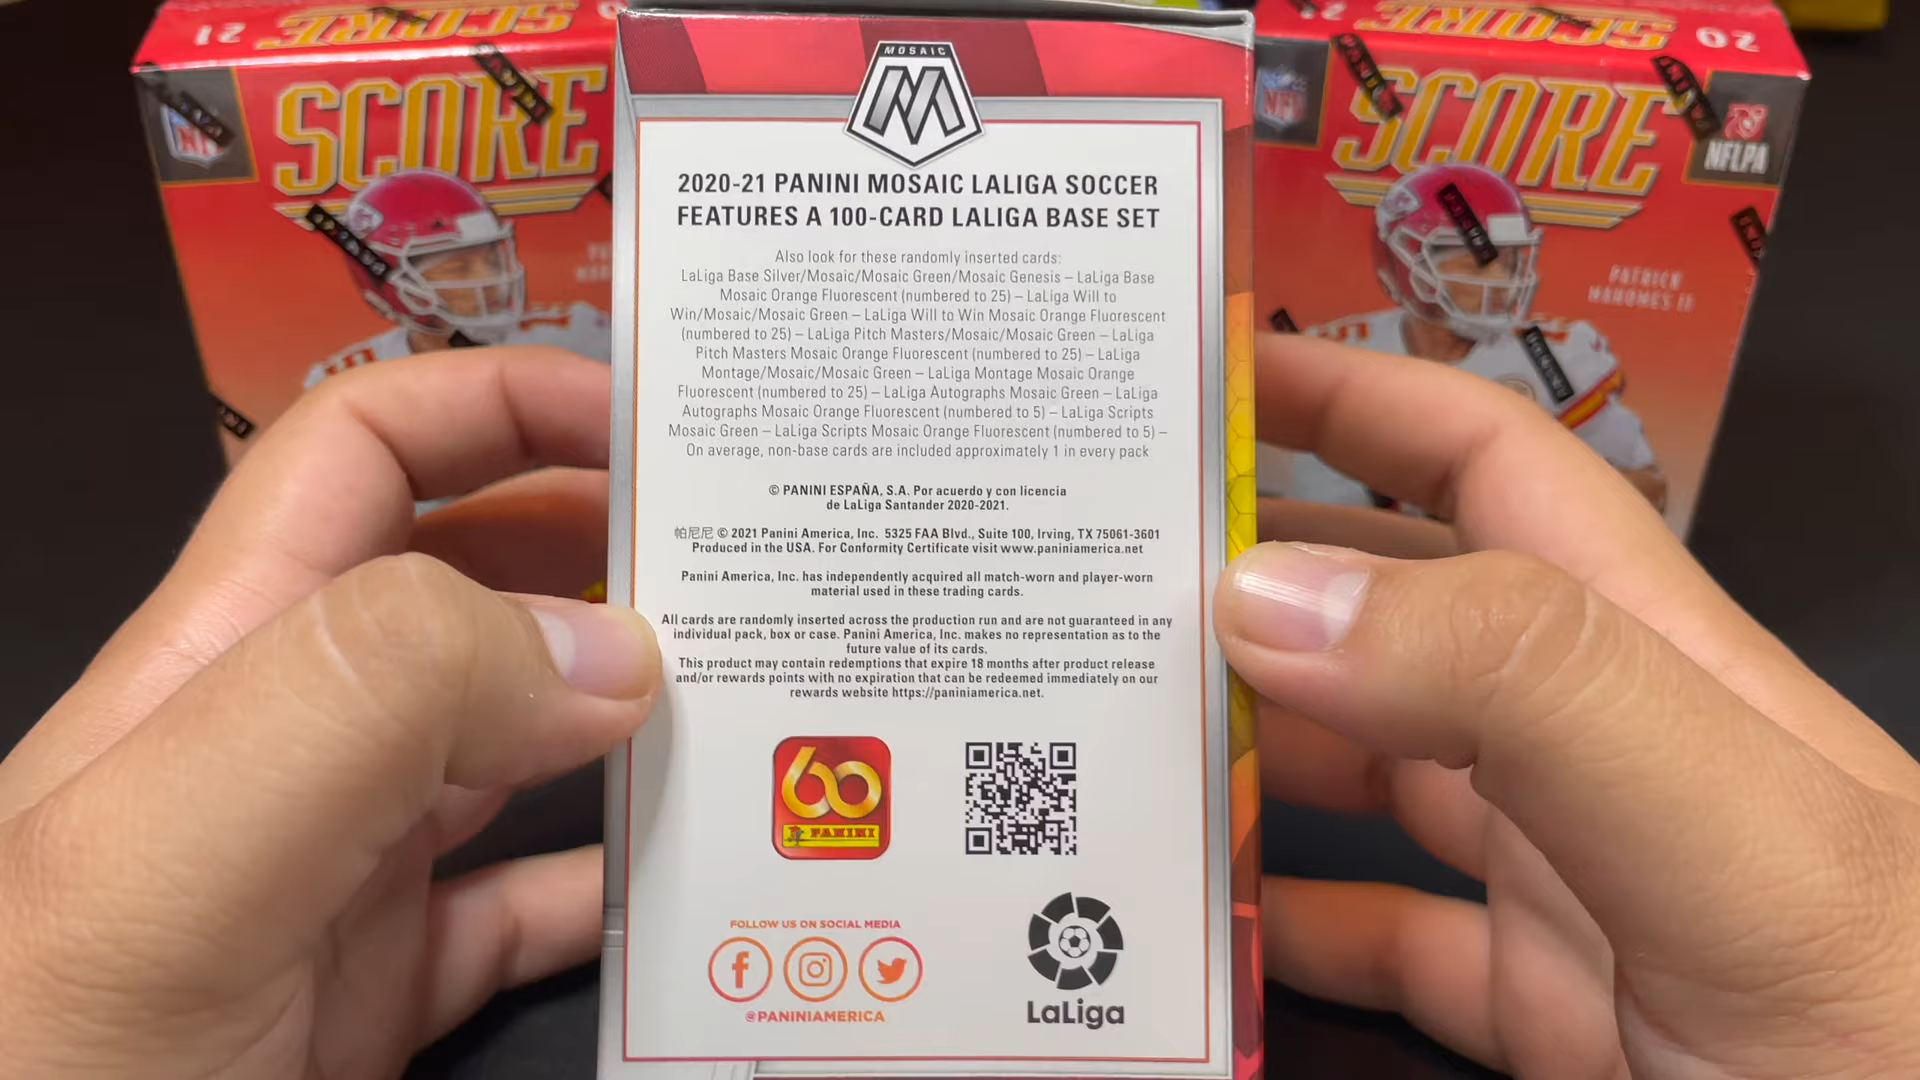 21 SCORE 20
21 SCORE 20
SCORE
NFL
SCORE
NFL
NFLPA
PATRICK
MAHOMES II
MOSAIC
2020-21 PANINI MOSAIC LALIGA SOCCER
FEATURES A 100-CARD LALIGA BASE SET
Also look for these randomly inserted cards:
LaLiga Base Silver/Mosaic/Mosaic Green/Mosaic Genesis – LaLiga Base
Mosaic Orange Fluorescent (numbered to 25) – LaLiga Will to
Win/Mosaic/Mosaic Green – LaLiga Will to Win Mosaic Orange Fluorescent
(numbered to 25) – LaLiga Pitch Masters/Mosaic/Mosaic Green – LaLiga
Pitch Masters Mosaic Orange Fluorescent (numbered to 25) – LaLiga
Montage/Mosaic/Mosaic Green – LaLiga Montage Mosaic Orange
Fluorescent (numbered to 25) – LaLiga Autographs Mosaic Green – LaLiga
Autographs Mosaic Orange Fluorescent (numbered to 5) – LaLiga Scripts
Mosaic Green – LaLiga Scripts Mosaic Orange Fluorescent (numbered to 5) –
On average, non-base cards are included approximately 1 in every pack
© PANINI ESPAÑA, S.A. Por acuerdo y con licencia
de LaLiga Santander 2020-2021.
帕尼尼 © 2021 Panini America, Inc. 5325 FAA Blvd., Suite 100, Irving, TX 75061-3601
Produced in the USA. For Conformity Certificate visit www.paniniamerica.net
Panini America, Inc. has independently acquired all match-worn and player-worn
material used in these trading cards.
All cards are randomly inserted across the production run and are not guaranteed in any
individual pack, box or case. Panini America, Inc. makes no representation as to the
future value of its cards.
This product may contain redemptions that expire 18 months after product release
and/or rewards points with no expiration that can be redeemed immediately on our
rewards website https://paniniamerica.net.
60
PANINI
FOLLOW US ON SOCIAL MEDIA
@PANINIAMERICA
LaLiga